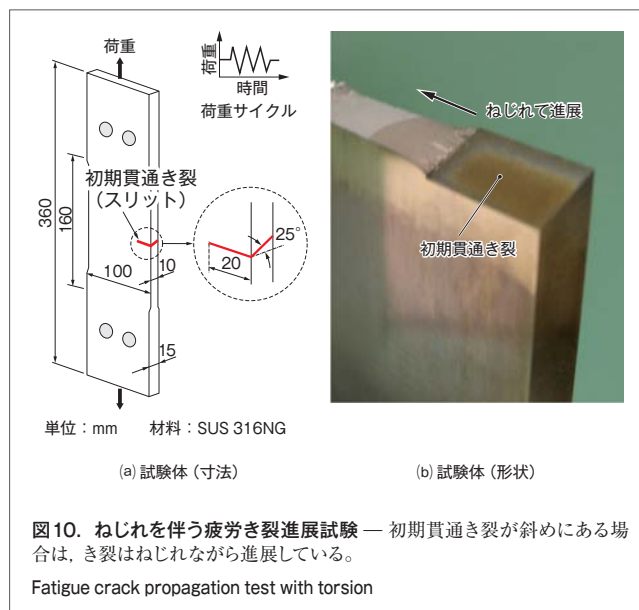 荷重
荷重
時間
荷重サイクル
初期貫通き裂
（スリット）
360
160
100
10
15
20
25°
単位：mm　材料：SUS 316NG
(a) 試験体（寸法）
ねじれて進展
初期貫通き裂
(b) 試験体（形状）
図10. ねじれを伴う疲労き裂進展試験 — 初期貫通き裂が斜めにある場
合は，き裂はねじれながら進展している。
Fatigue crack propagation test with torsion